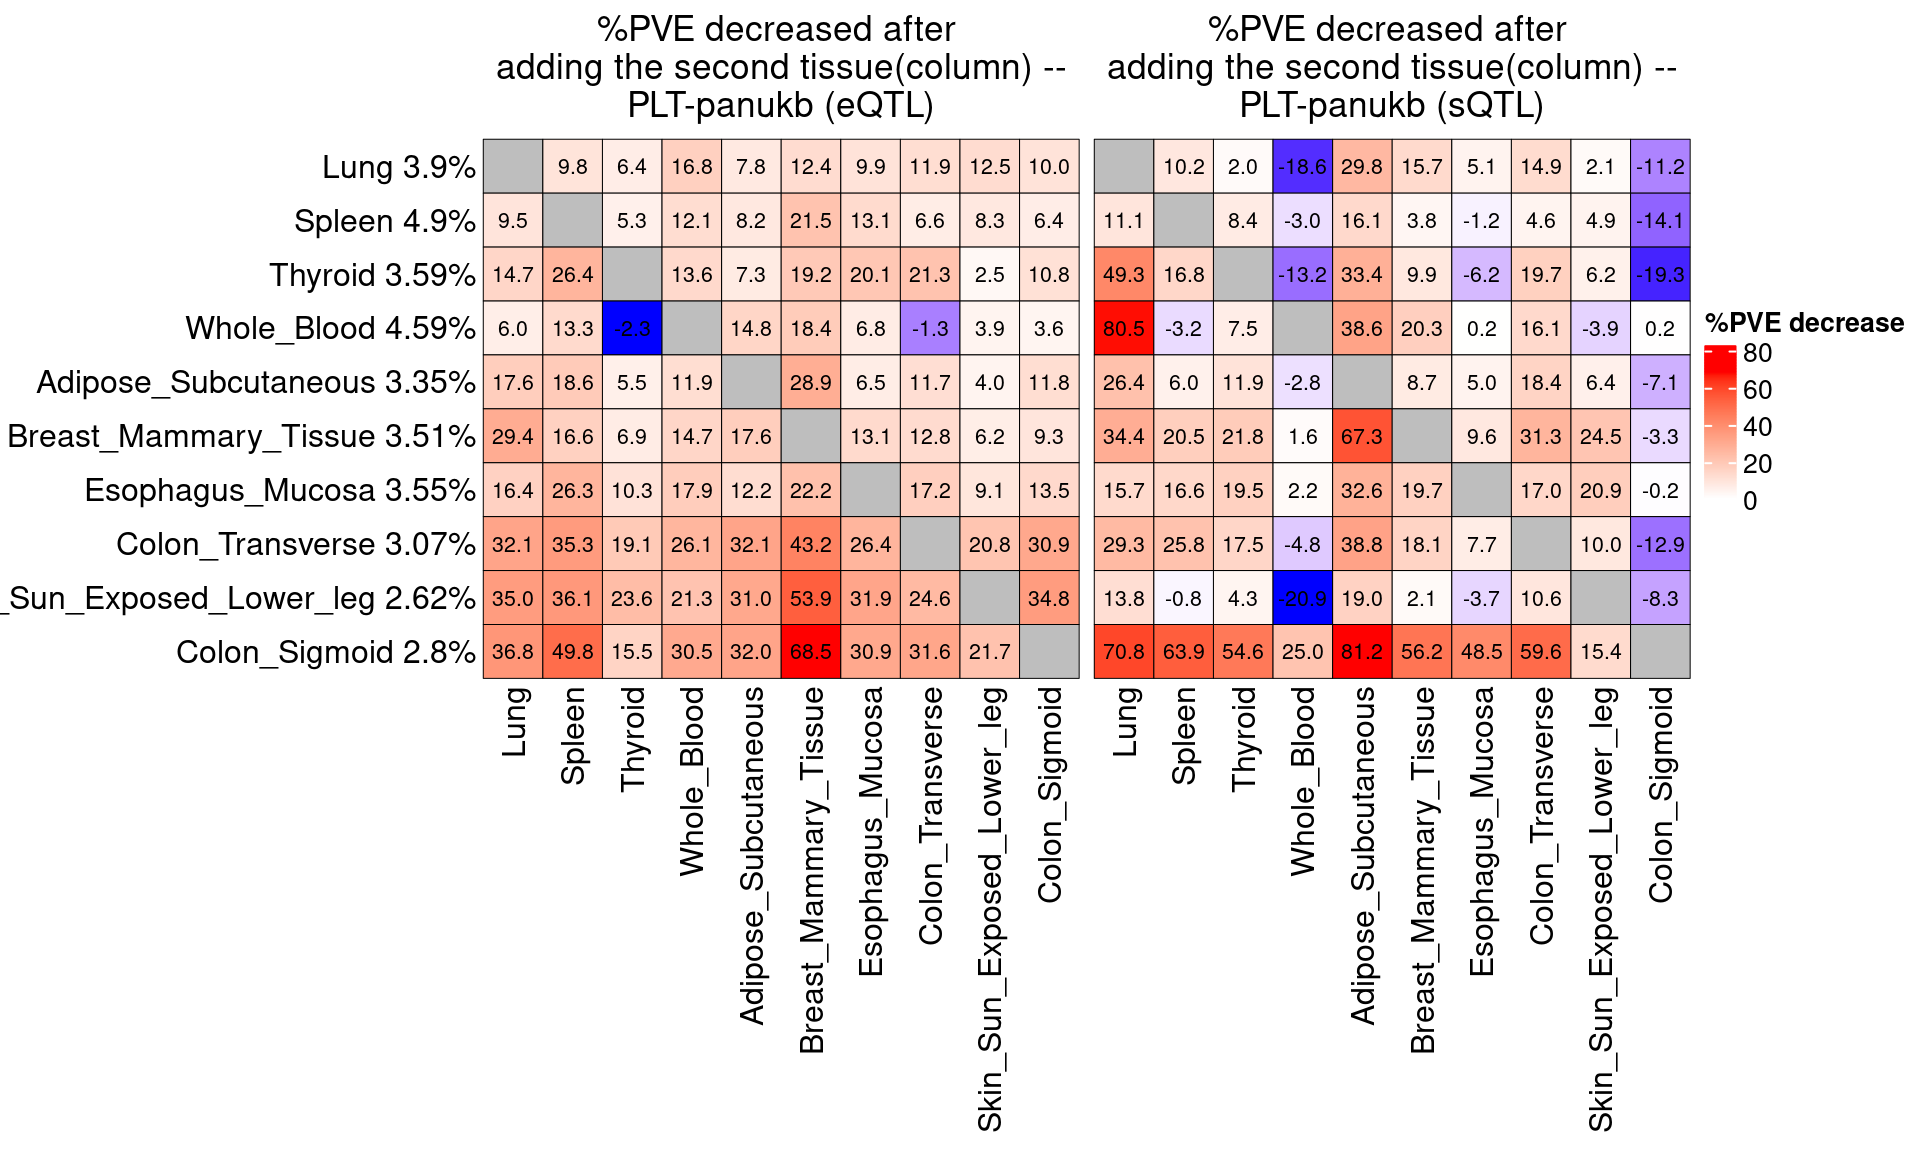 %PVE decreased after
adding the second tissue(column) --
PLT-panukb (eQTL)
%PVE decreased after
adding the second tissue(column) --
PLT-panukb (sQTL)
Lung 3.9% 9.8 6.4 16.8 7.8 12.4 9.9 11.9 12.5 10.0 10.2 2.0 -18.6 29.8 15.7 5.1 14.9 2.1 -11.2
Spleen 4.9% 9.5 5.3 12.1 8.2 21.5 13.1 6.6 8.3 6.4 11.1 8.4 -3.0 16.1 3.8 -1.2 4.6 4.9 -14.1
Thyroid 3.59% 14.7 26.4 13.6 7.3 19.2 20.1 21.3 2.5 10.8 49.3 16.8 -13.2 33.4 9.9 -6.2 19.7 6.2 -19.3
Whole_Blood 4.59% 6.0 13.3 -2.3 14.8 18.4 6.8 -1.3 3.9 3.6 80.5 -3.2 7.5 38.6 20.3 0.2 16.1 -3.9 0.2
Adipose_Subcutaneous 3.35% 17.6 18.6 5.5 11.9 28.9 6.5 11.7 4.0 11.8 26.4 6.0 11.9 -2.8 8.7 5.0 18.4 6.4 -7.1
Breast_Mammary_Tissue 3.51% 29.4 16.6 6.9 14.7 17.6 13.1 12.8 6.2 9.3 34.4 20.5 21.8 1.6 67.3 9.6 31.3 24.5 -3.3
Esophagus_Mucosa 3.55% 16.4 26.3 10.3 17.9 12.2 22.2 17.2 9.1 13.5 15.7 16.6 19.5 2.2 32.6 19.7 17.0 20.9 -0.2
Colon_Transverse 3.07% 32.1 35.3 19.1 26.1 32.1 43.2 26.4 20.8 30.9 29.3 25.8 17.5 -4.8 38.8 18.1 7.7 10.0 -12.9
_Sun_Exposed_Lower_leg 2.62% 35.0 36.1 23.6 21.3 31.0 53.9 31.9 24.6 34.8 13.8 -0.8 4.3 -20.9 19.0 2.1 -3.7 10.6 -8.3
Colon_Sigmoid 2.8% 36.8 49.8 15.5 30.5 32.0 68.5 30.9 31.6 21.7 70.8 63.9 54.6 25.0 81.2 56.2 48.5 59.6 15.4
Lung
Spleen
Thyroid
Whole_Blood
Adipose_Subcutaneous
Breast_Mammary_Tissue
Esophagus_Mucosa
Colon_Transverse
Skin_Sun_Exposed_Lower_leg
Colon_Sigmoid
Lung
Spleen
Thyroid
Whole_Blood
Adipose_Subcutaneous
Breast_Mammary_Tissue
Esophagus_Mucosa
Colon_Transverse
Skin_Sun_Exposed_Lower_leg
Colon_Sigmoid
%PVE decrease
80
60
40
20
0